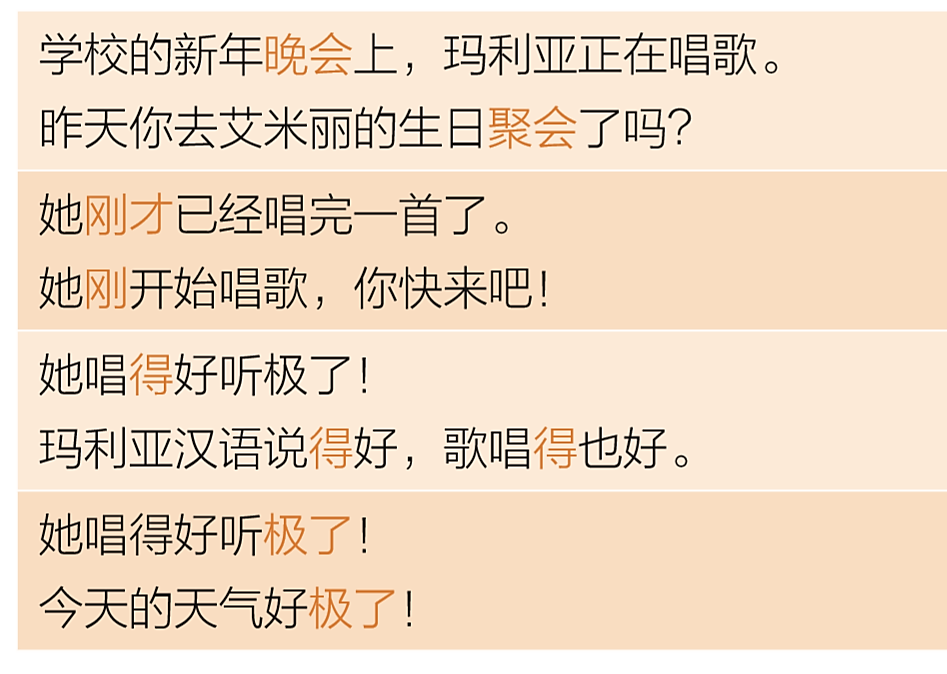 学校的新年晚会上，玛利亚正在唱歌。
昨天你去艾米丽的生日聚会了吗？
她刚才已经唱完一首了。
她刚开始唱歌，你快来吧！
她唱得好听极了！
玛利亚汉语说得好，歌唱得也好。
她唱得好听极了！
今天的天气好极了！